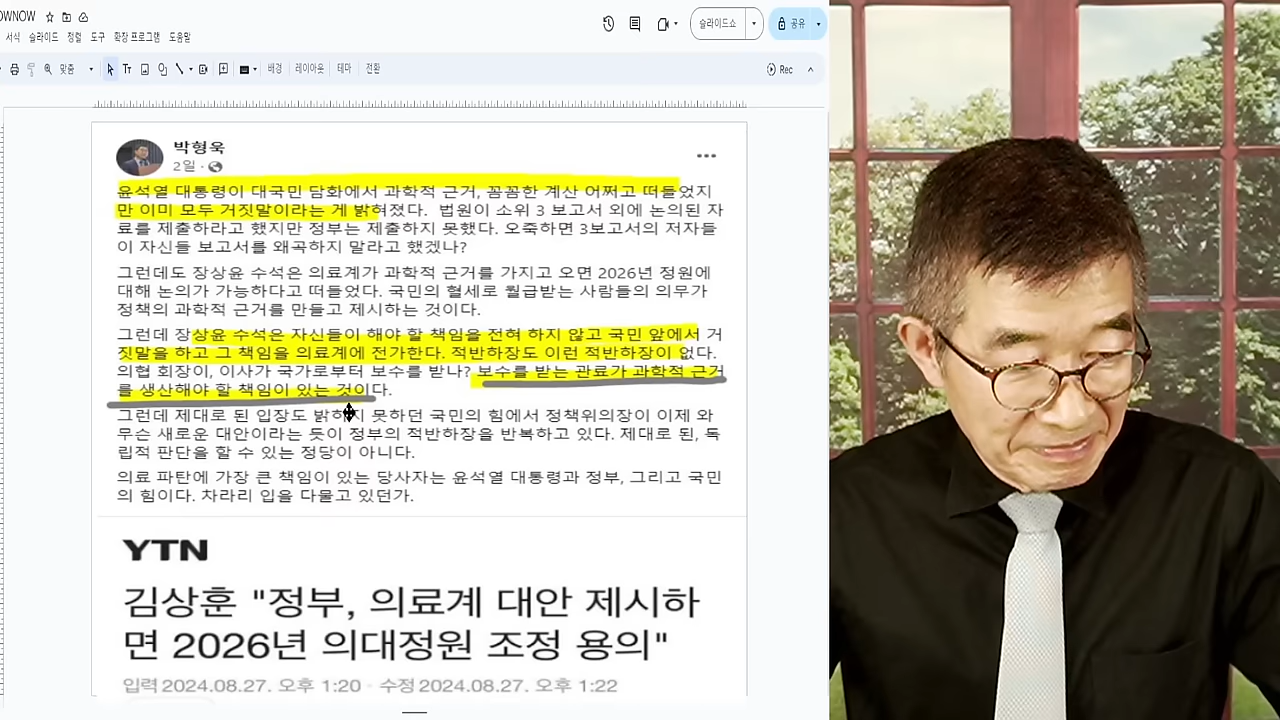 OWNOW
서식 슬라이드 정렬 도구 확장 프로그램 도움말
슬라이드쇼
공유
맞춤
배경 레이아웃 테마 전환
Rec
박형욱
2일 ·
윤석열 대통령이 대국민 담화에서 과학적 근거, 꼼꼼한 계산 어쩌고 떠들었지
만 이미 모두 거짓말이라는 게 밝혀졌다. 법원이 소위 3 보고서 외에 논의된 자
료를 제출하라고 했지만 정부는 제출하지 못했다. 오죽하면 3보고서의 저자들
이 자신들 보고서를 왜곡하지 말라고 했겠나?
그런데도 장상윤 수석은 의료계가 과학적 근거를 가지고 오면 2026년 정원에
대해 논의가 가능하다고 떠들었다. 국민의 혈세로 월급받는 사람들의 의무가
정책의 과학적 근거를 만들고 제시하는 것이다.
그런데 장상윤 수석은 자신들이 해야 할 책임을 전혀 하지 않고 국민 앞에서 거
짓말을 하고 그 책임을 의료계에 전가한다. 적반하장도 이런 적반하장이 없다.
의협 회장이, 이사가 국가로부터 보수를 받나? 보수를 받는 관료가 과학적 근거
를 생산해야 할 책임이 있는 것이다.
그런데 제대로 된 입장도 밝히지 못하던 국민의 힘에서 정책위의장이 이제 와
무슨 새로운 대안이라는 듯이 정부의 적반하장을 반복하고 있다. 제대로 된, 독
립적 판단을 할 수 있는 정당이 아니다.
의료 파탄에 가장 큰 책임이 있는 당사자는 윤석열 대통령과 정부, 그리고 국민
의 힘이다. 차라리 입을 다물고 있던가.
YTN
김상훈 "정부, 의료계 대안 제시하
면 2026년 의대정원 조정 용의"
입력 2024.08.27. 오후 1:20 · 수정 2024.08.27. 오후 1:22